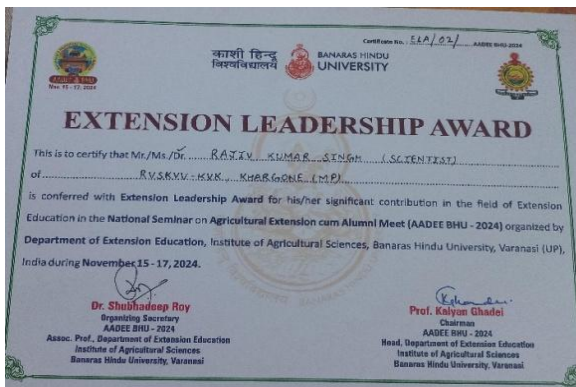 Certificate No. : ELA/02/ AADEE BHU-2024
काशी हिन्दू
विश्वविद्यालय
BANARAS HINDU
UNIVERSITY
Nov. 15 - 17, 2024
EXTENSION LEADERSHIP AWARD
This is to certify that Mr./Ms./Dr. RAJIV KUMAR SINGH (SCIENTIST)
of RVSKVV-KVK KHARGONE (MP)
is conferred with Extension Leadership Award for his/her significant contribution in the field of Extension
Education in the National Seminar on Agricultural Extension cum Alumni Meet (AADEE BHU - 2024) organized by
Department of Extension Education, Institute of Agricultural Sciences, Banaras Hindu University, Varanasi (UP),
India during November 15 - 17, 2024.
Dr. Shubhadeep Roy
Organizing Secretary
AADEE BHU - 2024
Assoc. Prof., Department of Extension Education
Institute of Agricultural Sciences
Banaras Hindu University, Varanasi
Prof. Kalyan Ghadei
Chairman
AADEE BHU - 2024
Head, Department of Extension Education
Institute of Agricultural Sciences
Banaras Hindu University, Varanasi